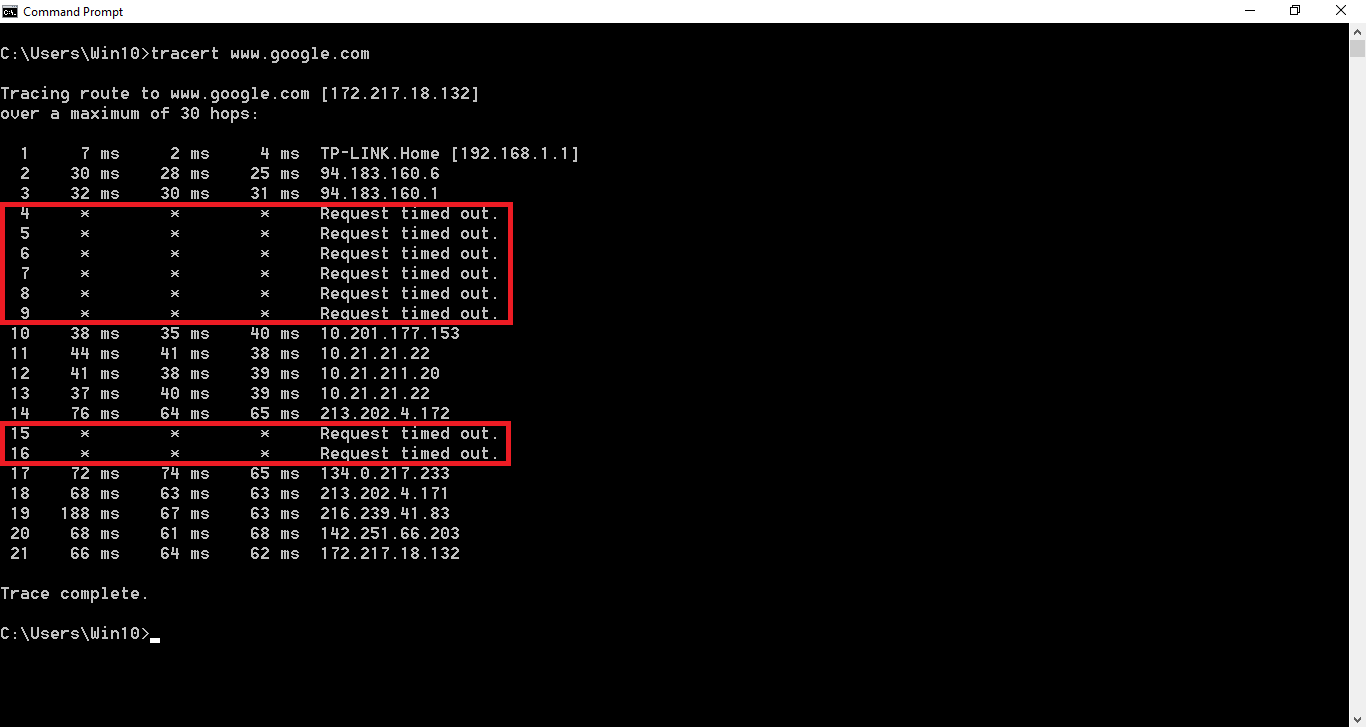 Command Prompt
C:\Users\Win10>tracert www.google.com
Tracing route to www.google.com [172.217.18.132]
over a maximum of 30 hops:
1 7 ms 2 ms 4 ms TP-LINK.Home [192.168.1.1]
2 30 ms 28 ms 25 ms 94.183.160.6
3 32 ms 30 ms 31 ms 94.183.160.1
4 * * * Request timed out.
5 * * * Request timed out.
6 * * * Request timed out.
7 * * * Request timed out.
8 * * * Request timed out.
9 * * * Request timed out.
10 38 ms 35 ms 40 ms 10.201.177.153
11 44 ms 41 ms 38 ms 10.21.21.22
12 41 ms 38 ms 39 ms 10.21.211.20
13 37 ms 40 ms 39 ms 10.21.21.22
14 76 ms 64 ms 65 ms 213.202.4.172
15 * * * Request timed out.
16 * * * Request timed out.
17 72 ms 74 ms 65 ms 134.0.217.233
18 68 ms 63 ms 63 ms 213.202.4.171
19 188 ms 67 ms 63 ms 216.239.41.83
20 68 ms 61 ms 68 ms 142.251.66.203
21 66 ms 64 ms 62 ms 172.217.18.132
Trace complete.
C:\Users\Win10>